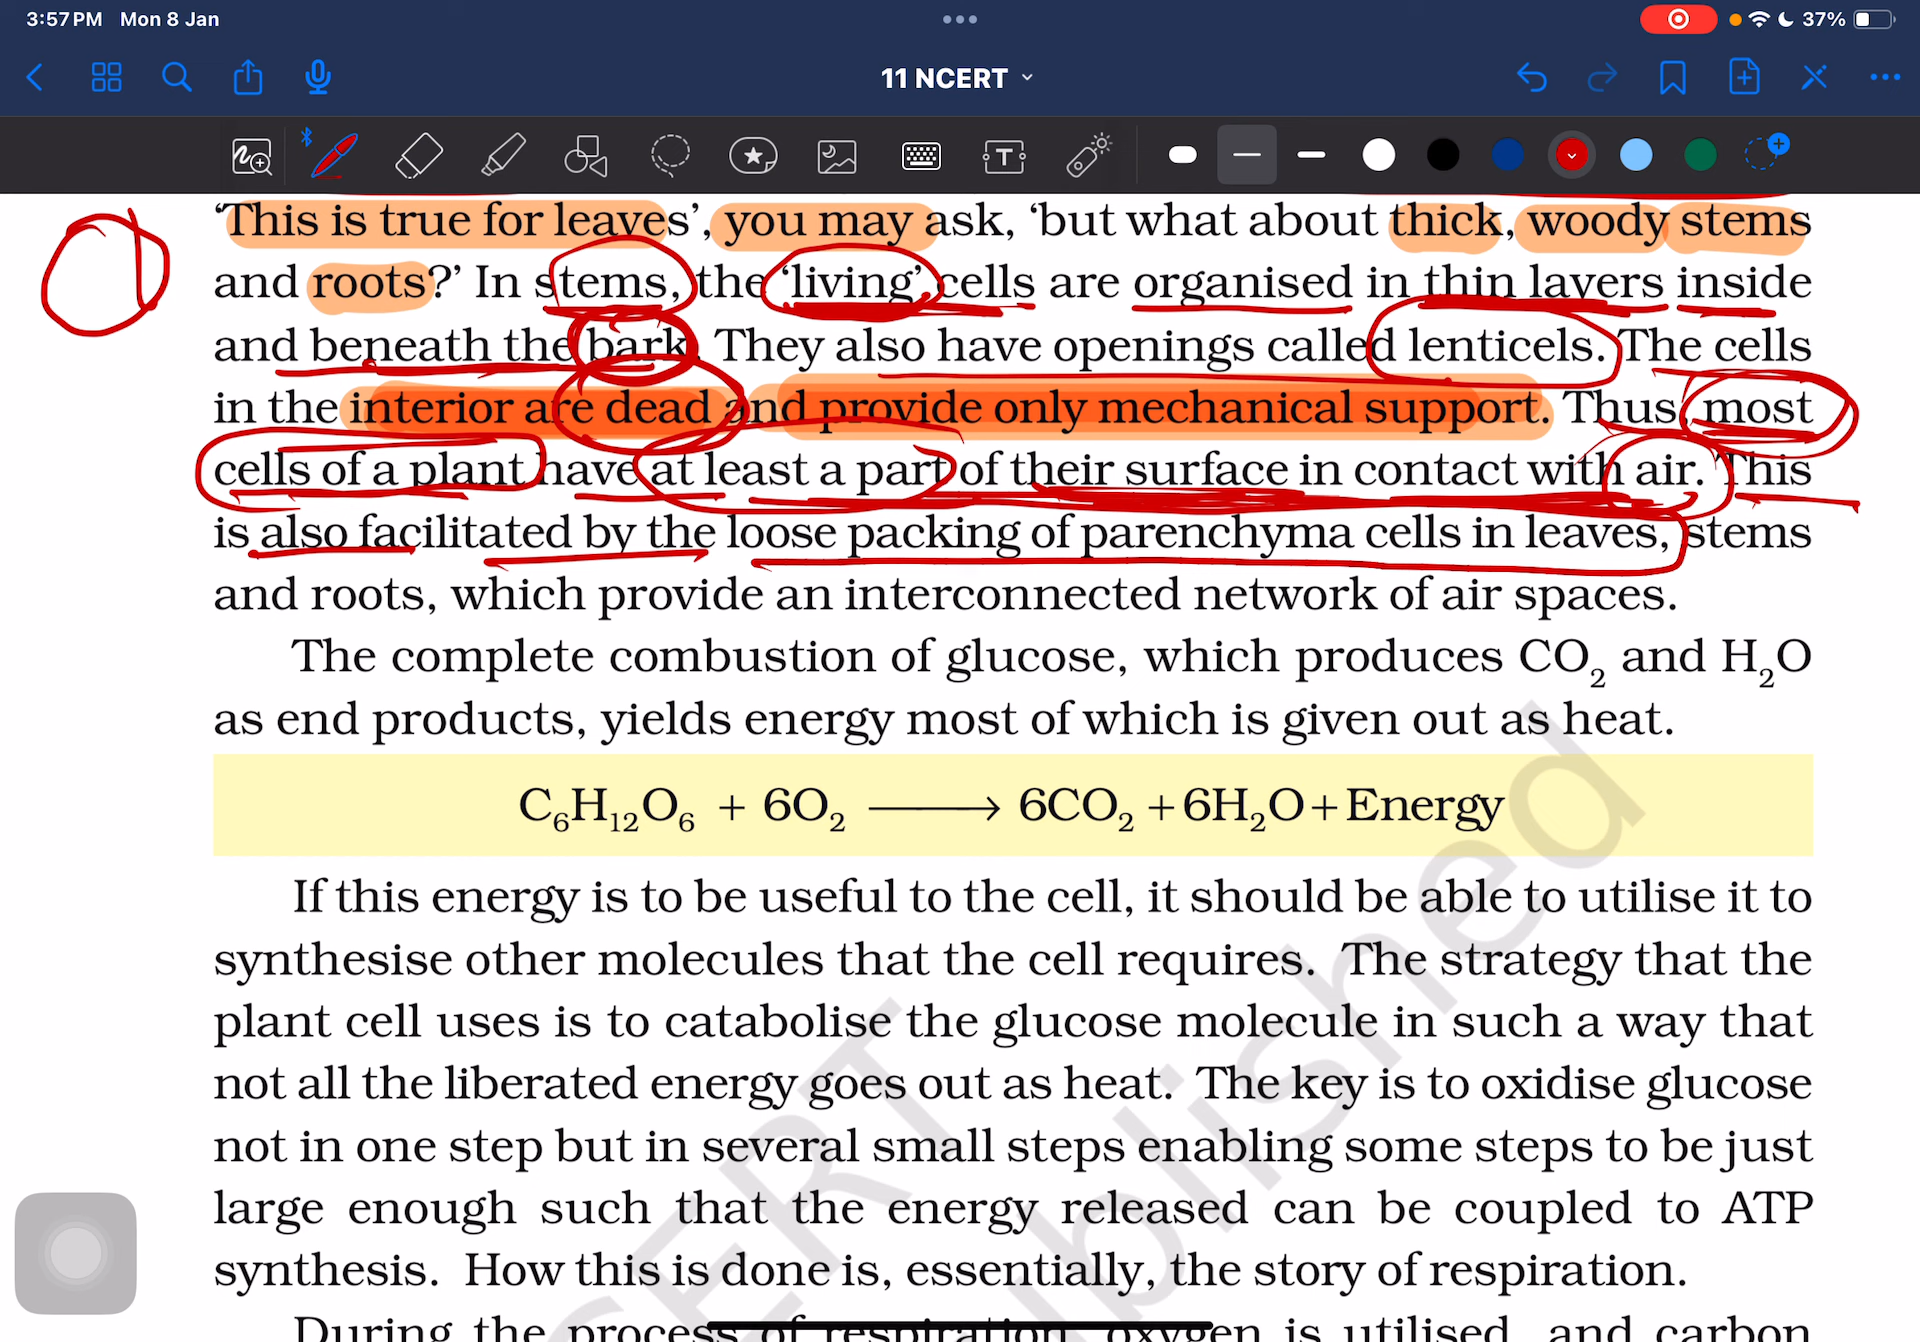 3:57 PM Mon 8 Jan
37%
11 NCERT
‘This is true for leaves’, you may ask, ‘but what about thick, woody stems
and roots?’ In stems, the ‘living’ cells are organised in thin layers inside
and beneath the bark. They also have openings called lenticels. The cells
in the interior are dead and provide only mechanical support. Thus, most
cells of a plant have at least a part of their surface in contact with air. This
is also facilitated by the loose packing of parenchyma cells in leaves, stems
and roots, which provide an interconnected network of air spaces.
The complete combustion of glucose, which produces CO₂ and H₂O
as end products, yields energy most of which is given out as heat.
C₆H₁₂O₆ + 6O₂ ⟶ 6CO₂ + 6H₂O + Energy
If this energy is to be useful to the cell, it should be able to utilise it to
synthesise other molecules that the cell requires. The strategy that the
plant cell uses is to catabolise the glucose molecule in such a way that
not all the liberated energy goes out as heat. The key is to oxidise glucose
not in one step but in several small steps enabling some steps to be just
large enough such that the energy released can be coupled to ATP
synthesis. How this is done is, essentially, the story of respiration.
During the process of respiration, oxygen is utilised, and carbon